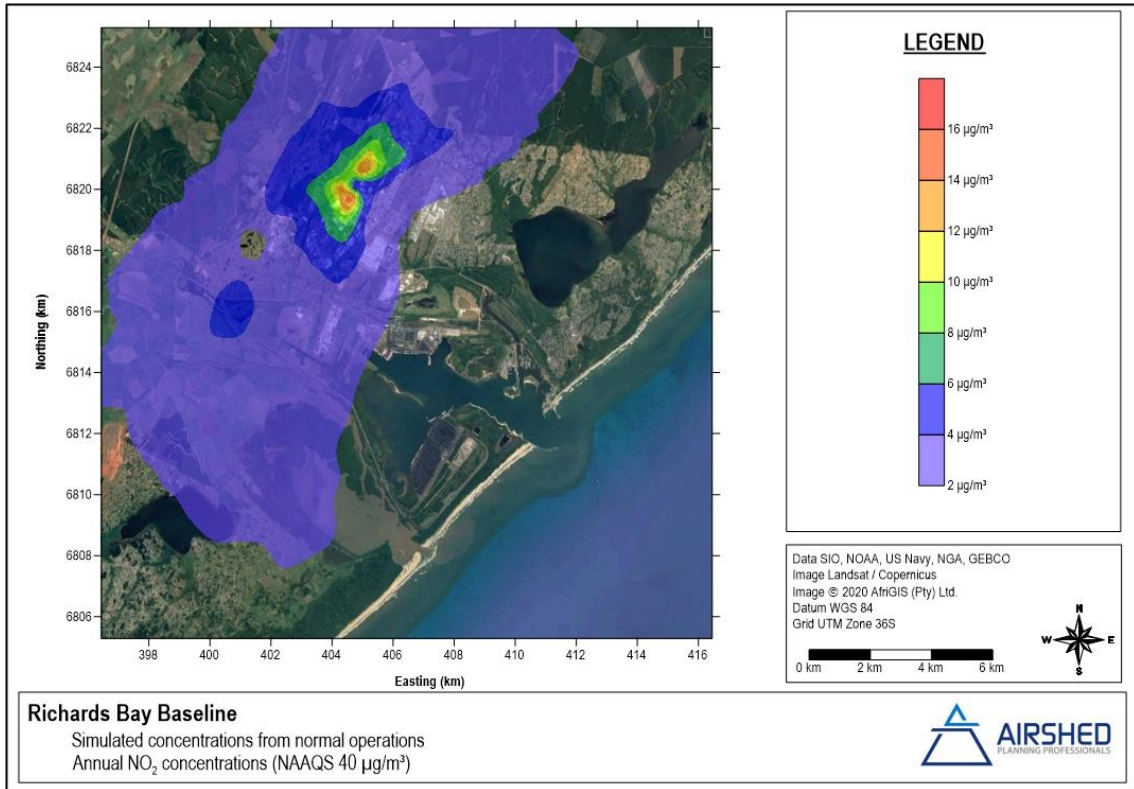 6824
6822
6820
6818
6816
6814
6812
6810
6808
6806
Northing (km)
398 400 402 404 406 408 410 412 414 416
Easting (km)
LEGEND
16 µg/m³
14 µg/m³
12 µg/m³
10 µg/m³
8 µg/m³
6 µg/m³
4 µg/m³
2 µg/m³
Data SIO, NOAA, US Navy, NGA, GEBCO
Image Landsat / Copernicus
Image © 2020 AfriGIS (Pty) Ltd.
Datum WGS 84
Grid UTM Zone 36S
0 km 2 km 4 km 6 km
N
W E
S
Richards Bay Baseline
Simulated concentrations from normal operations
Annual NO₂ concentrations (NAAQS 40 µg/m³)
AIRSHED
PLANNING PROFESSIONALS